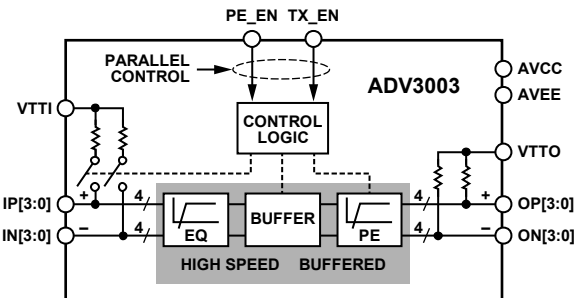 PE_EN TX_EN
PARALLEL
CONTROL
ADV3003
AVCC
AVEE
VTTI
CONTROL
LOGIC
VTTO
IP[3:0]
+
4
4
+
OP[3:0]
IN[3:0]
−
4
EQ
BUFFER
PE
4
−
ON[3:0]
HIGH SPEED BUFFERED